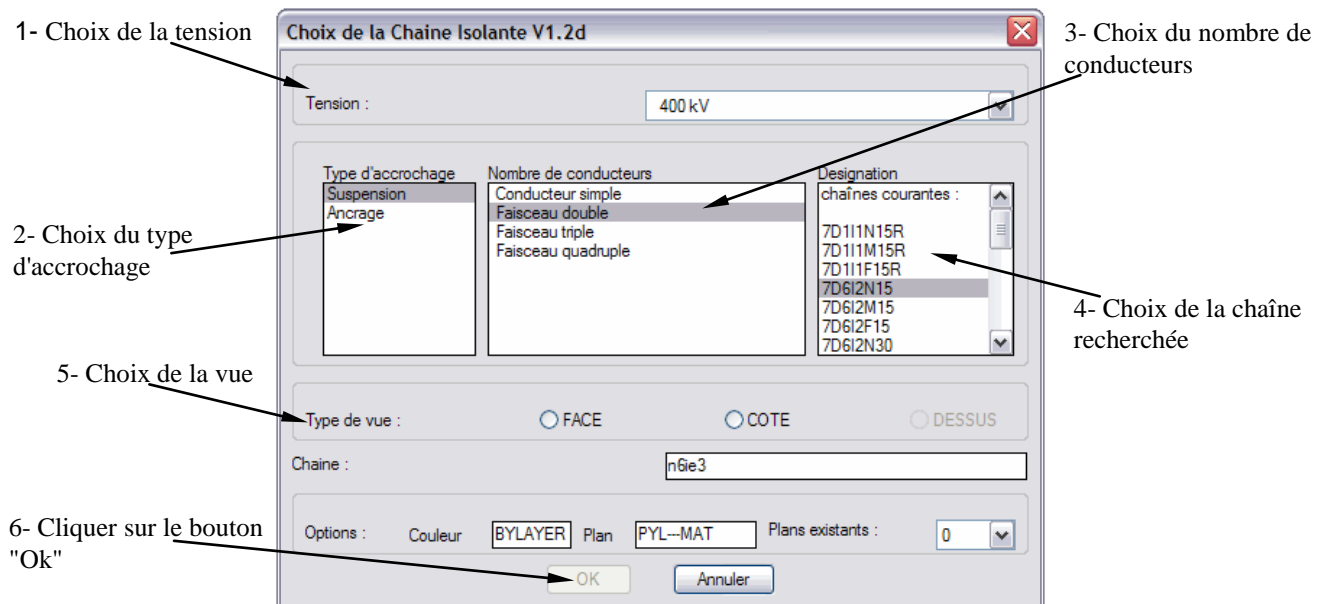 1- Choix de la tension
Choix de la Chaine Isolante V1.2d
3- Choix du nombre de
conducteurs
Tension :
400 kV
Type d'accrochage
Nombre de conducteurs
Designation
Suspension
Ancrage
Conducteur simple
Faisceau double
Faisceau triple
Faisceau quadruple
chaînes courantes :
7D1I1N15R
7D1I1M15R
7D1I1F15R
7D6I2N15
7D6I2M15
7D6I2F15
7D6I2N30
2- Choix du type
d'accrochage
4- Choix de la chaîne
recherchée
5- Choix de la vue
Type de vue :
FACE
COTE
DESSUS
Chaine :
n6ie3
6- Cliquer sur le bouton
"Ok"
Options :
Couleur
BYLAYER
Plan
PYL---MAT
Plans existants :
0
OK
Annuler